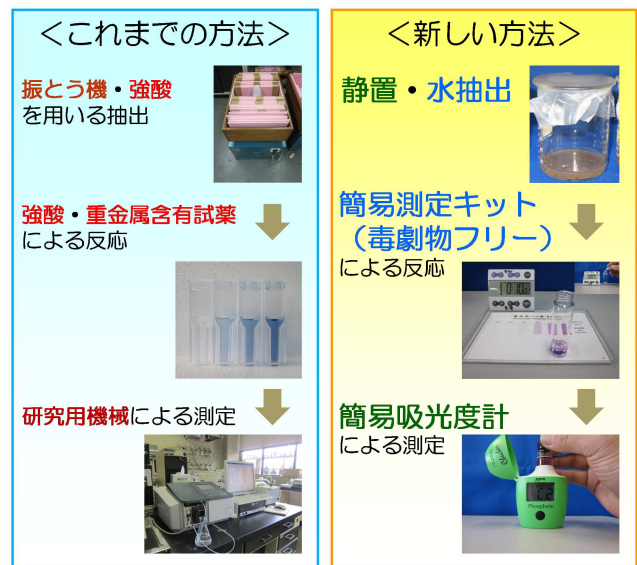 ＜これまでの方法＞
振とう機・強酸
を用いる抽出
強酸・重金属含有試薬
による反応
研究用機械による測定
＜新しい方法＞
静置・水抽出
簡易測定キット
（毒劇物フリー）
による反応
簡易吸光度計
による測定
ppm
Phosphate